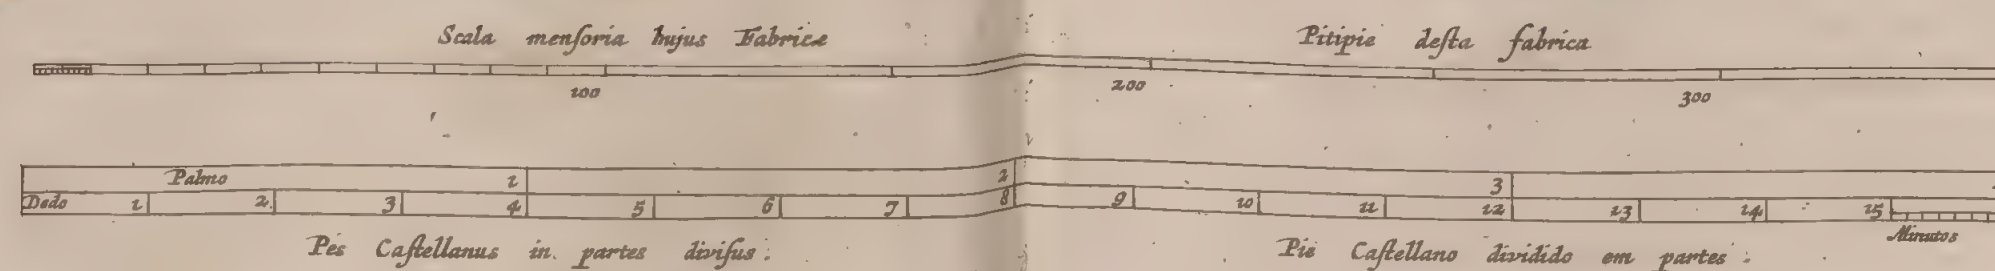 Scala menſoria hujus Fabricæ
Pitipie deſta fabrica
100 200 300
Palmo 1 2 3
Dedo 1 2 3 4 5 6 7 8 9 10 11 12 13 14 15
Minutos
Pes Caſtellanus in partes diviſus:
Pie Caſtellano dividido em partes: